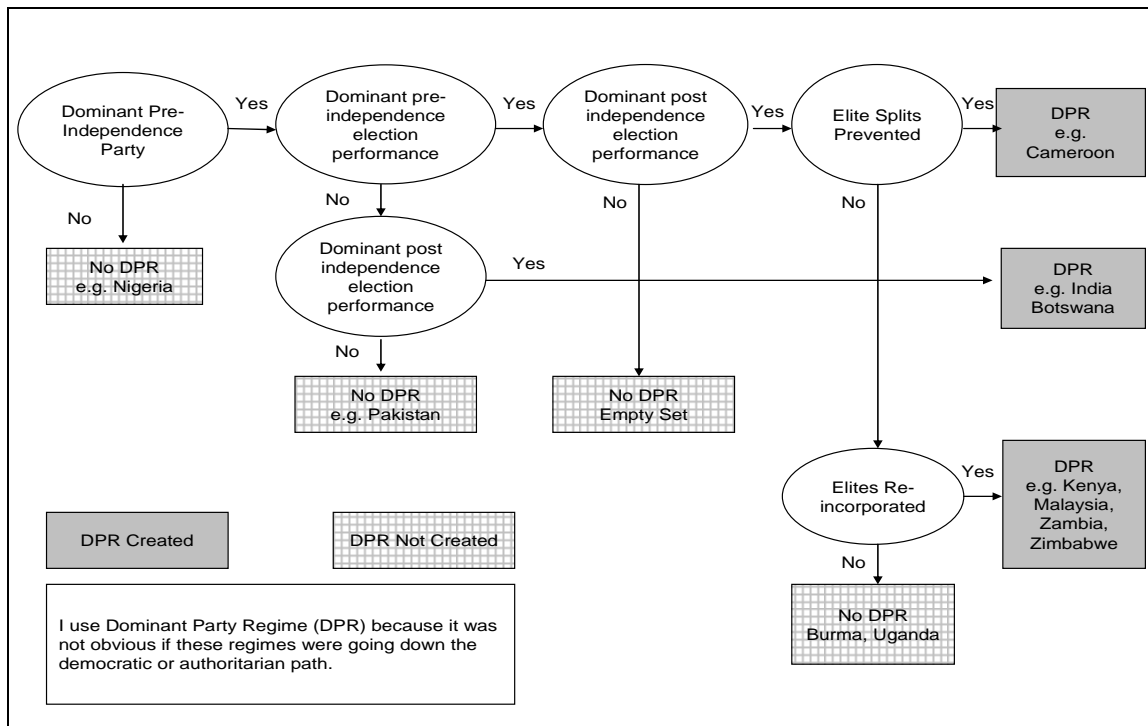 Dominant Pre-
Independence
Party
Yes
Dominant pre-
independence
election
performance
Yes
Dominant post
independence
election
performance
Yes
Elite Splits
Prevented
Yes
DPR
e.g.
Cameroon
No
No
No
No
No DPR
e.g. Nigeria
Dominant post
independence
election
performance
Yes
DPR
e.g. India
Botswana
No
No DPR
e.g. Pakistan
No DPR
Empty Set
Elites Re-
incorporated
Yes
DPR
e.g. Kenya,
Malaysia,
Zambia,
Zimbabwe
No
No DPR
Burma, Uganda
DPR Created
DPR Not Created
I use Dominant Party Regime (DPR) because it was
not obvious if these regimes were going down the
democratic or authoritarian path.